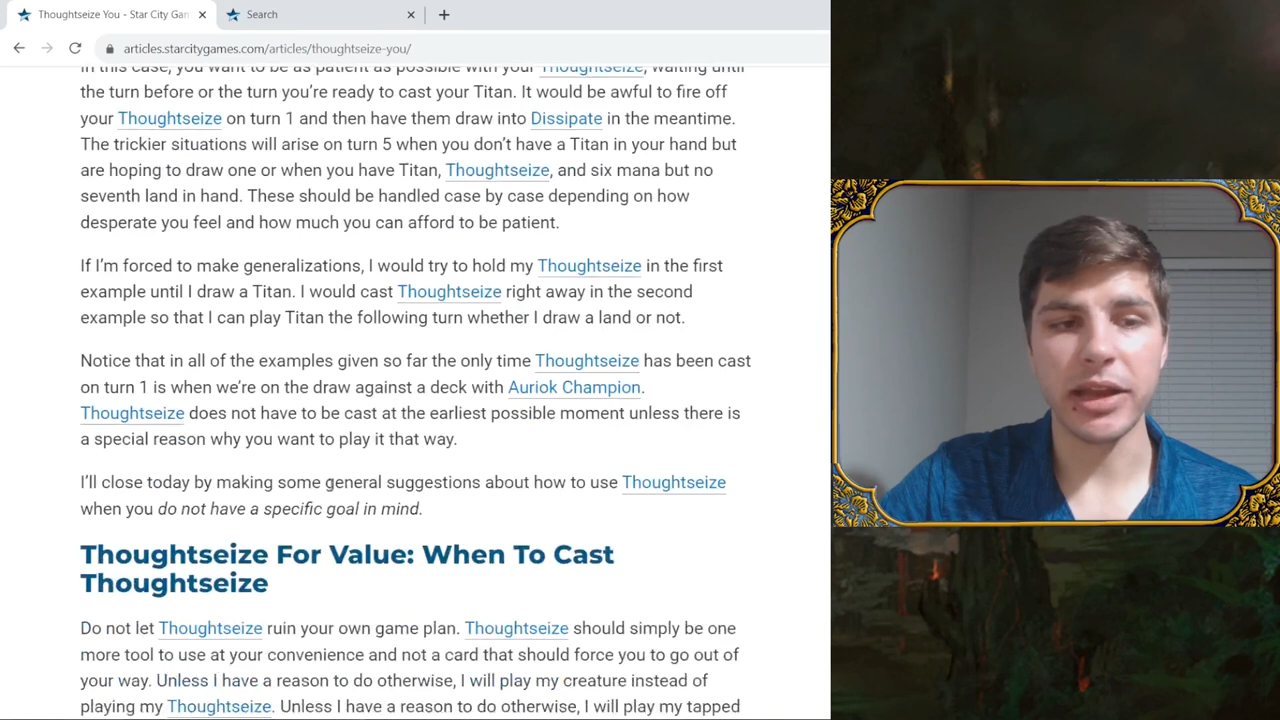 Thoughtseize You - Star City Gam
Search
articles.starcitygames.com/articles/thoughtseize-you/
In this case, you want to be as patient as possible with your Thoughtseize, waiting until
the turn before or the turn you’re ready to cast your Titan. It would be awful to fire off
your Thoughtseize on turn 1 and then have them draw into Dissipate in the meantime.
The trickier situations will arise on turn 5 when you don’t have a Titan in your hand but
are hoping to draw one or when you have Titan, Thoughtseize, and six mana but no
seventh land in hand. These should be handled case by case depending on how
desperate you feel and how much you can afford to be patient.
If I’m forced to make generalizations, I would try to hold my Thoughtseize in the first
example until I draw a Titan. I would cast Thoughtseize right away in the second
example so that I can play Titan the following turn whether I draw a land or not.
Notice that in all of the examples given so far the only time Thoughtseize has been cast
on turn 1 is when we’re on the draw against a deck with Auriok Champion.
Thoughtseize does not have to be cast at the earliest possible moment unless there is
a special reason why you want to play it that way.
I’ll close today by making some general suggestions about how to use Thoughtseize
when you do not have a specific goal in mind.
Thoughtseize For Value: When To Cast
Thoughtseize
Do not let Thoughtseize ruin your own game plan. Thoughtseize should simply be one
more tool to use at your convenience and not a card that should force you to go out of
your way. Unless I have a reason to do otherwise, I will play my creature instead of
playing my Thoughtseize. Unless I have a reason to do otherwise, I will play my tapped